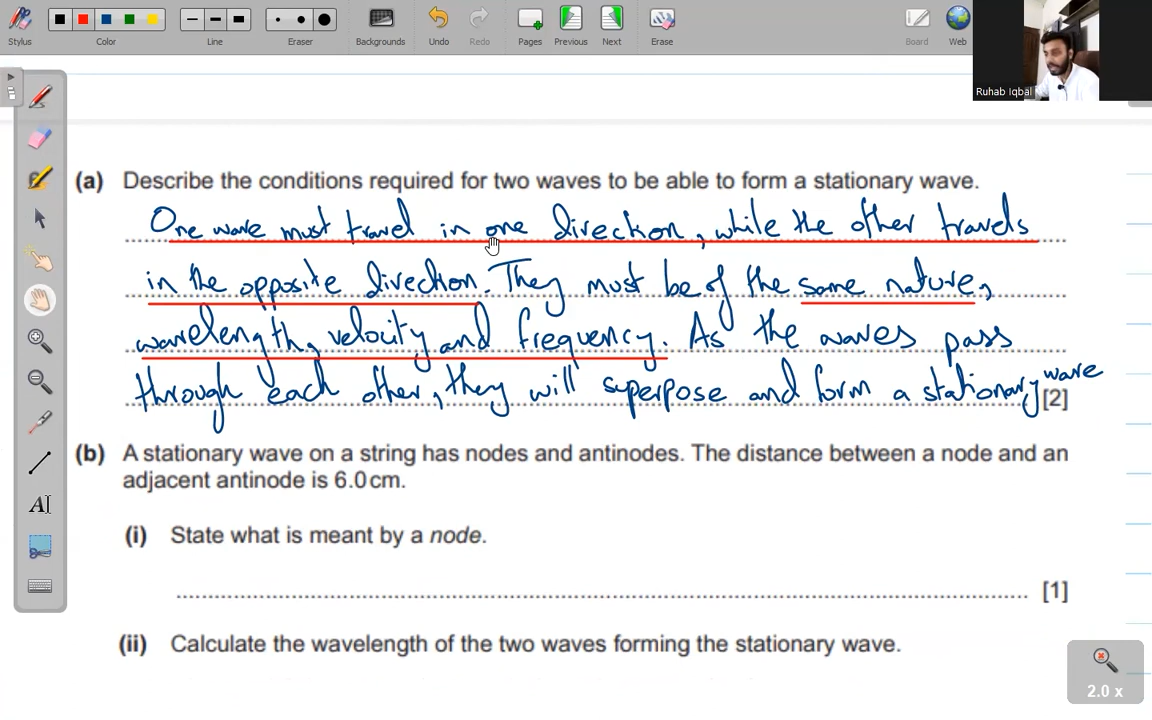 Stylus Color Line Eraser Backgrounds Undo Redo Pages Previous Next Erase Board Web
Ruhab Iqbal
(a) Describe the conditions required for two waves to be able to form a stationary wave.
One wave must travel in one direction, while the other travels
in the opposite direction. They must be of the same nature,
wavelength, velocity and frequency. As the waves pass
through each other, they will superpose and form a stationary wave
[2]
(b) A stationary wave on a string has nodes and antinodes. The distance between a node and an
adjacent antinode is 6.0 cm.
(i) State what is meant by a node.
[1]
(ii) Calculate the wavelength of the two waves forming the stationary wave.
AI
2.0 x